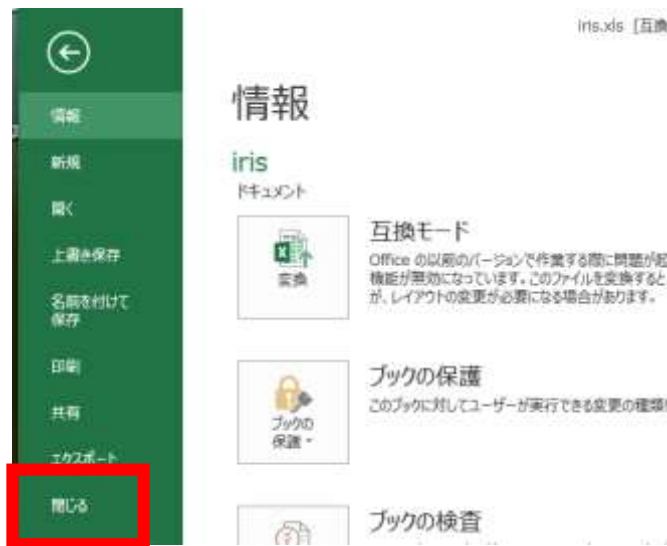 iris.xls [互換
情報
新規
開く
上書き保存
名前を付けて
保存
印刷
共有
エクスポート
閉じる
情報
iris
ドキュメント
変換
互換モード
Office の以前のバージョンで作業する際に問題が起
機能が無効になっています。このファイルを変換すると
が、レイアウトの変更が必要になる場合があります。
ブックの
保護
ブックの保護
このブックに対してユーザーが実行できる変更の種類
ブックの検査